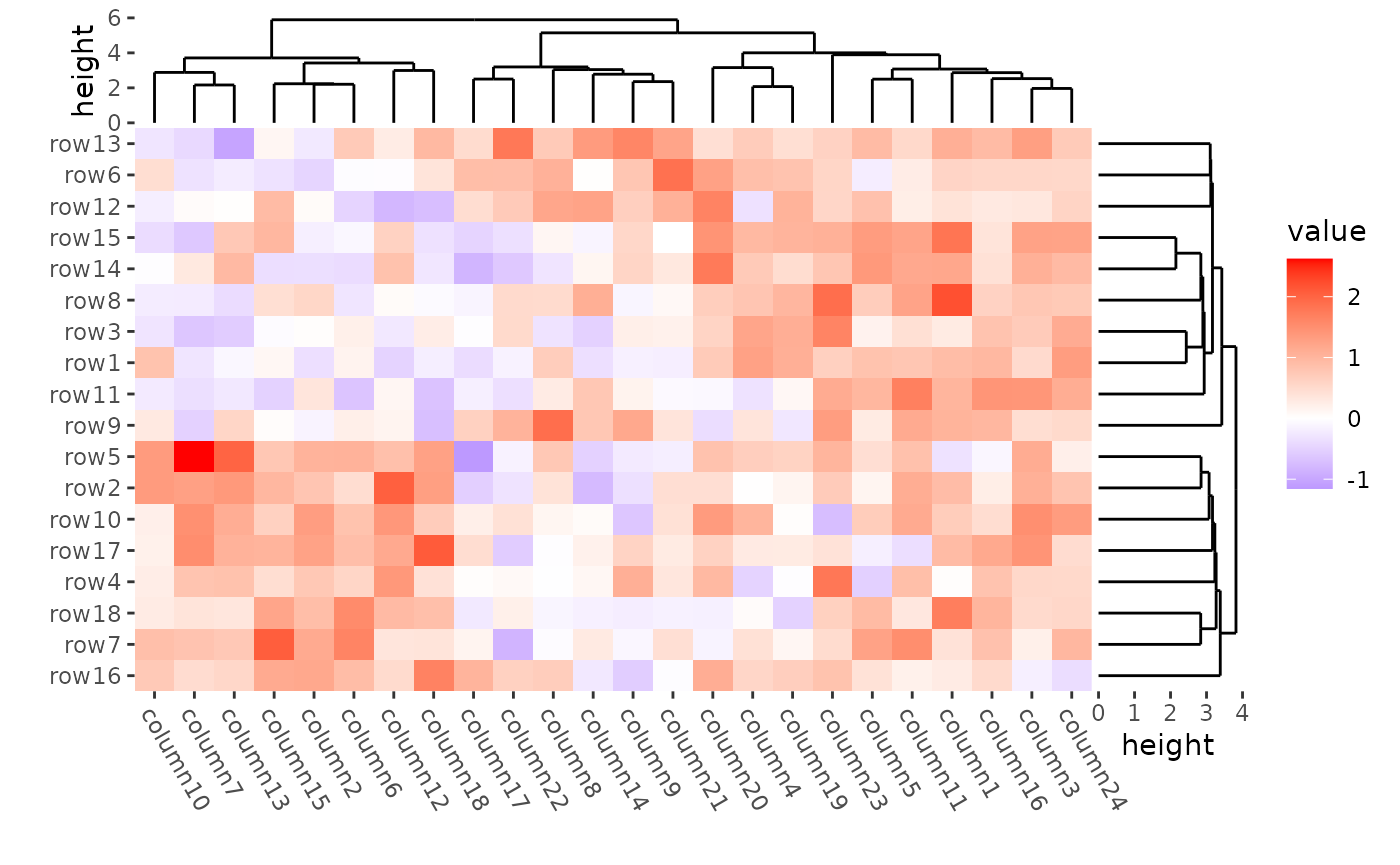 6
4
2
0
height
row13
row6
row12
row15
row14
row8
row3
row1
row11
row9
row5
row2
row10
row17
row4
row18
row7
row16
column10
column7
column13
column15
column2
column6
column12
column18
column17
column22
column8
column14
column9
column21
column20
column4
column19
column23
column5
column11
column1
column16
column3
column24
0 1 2 3 4
height
value
2
1
0
-1